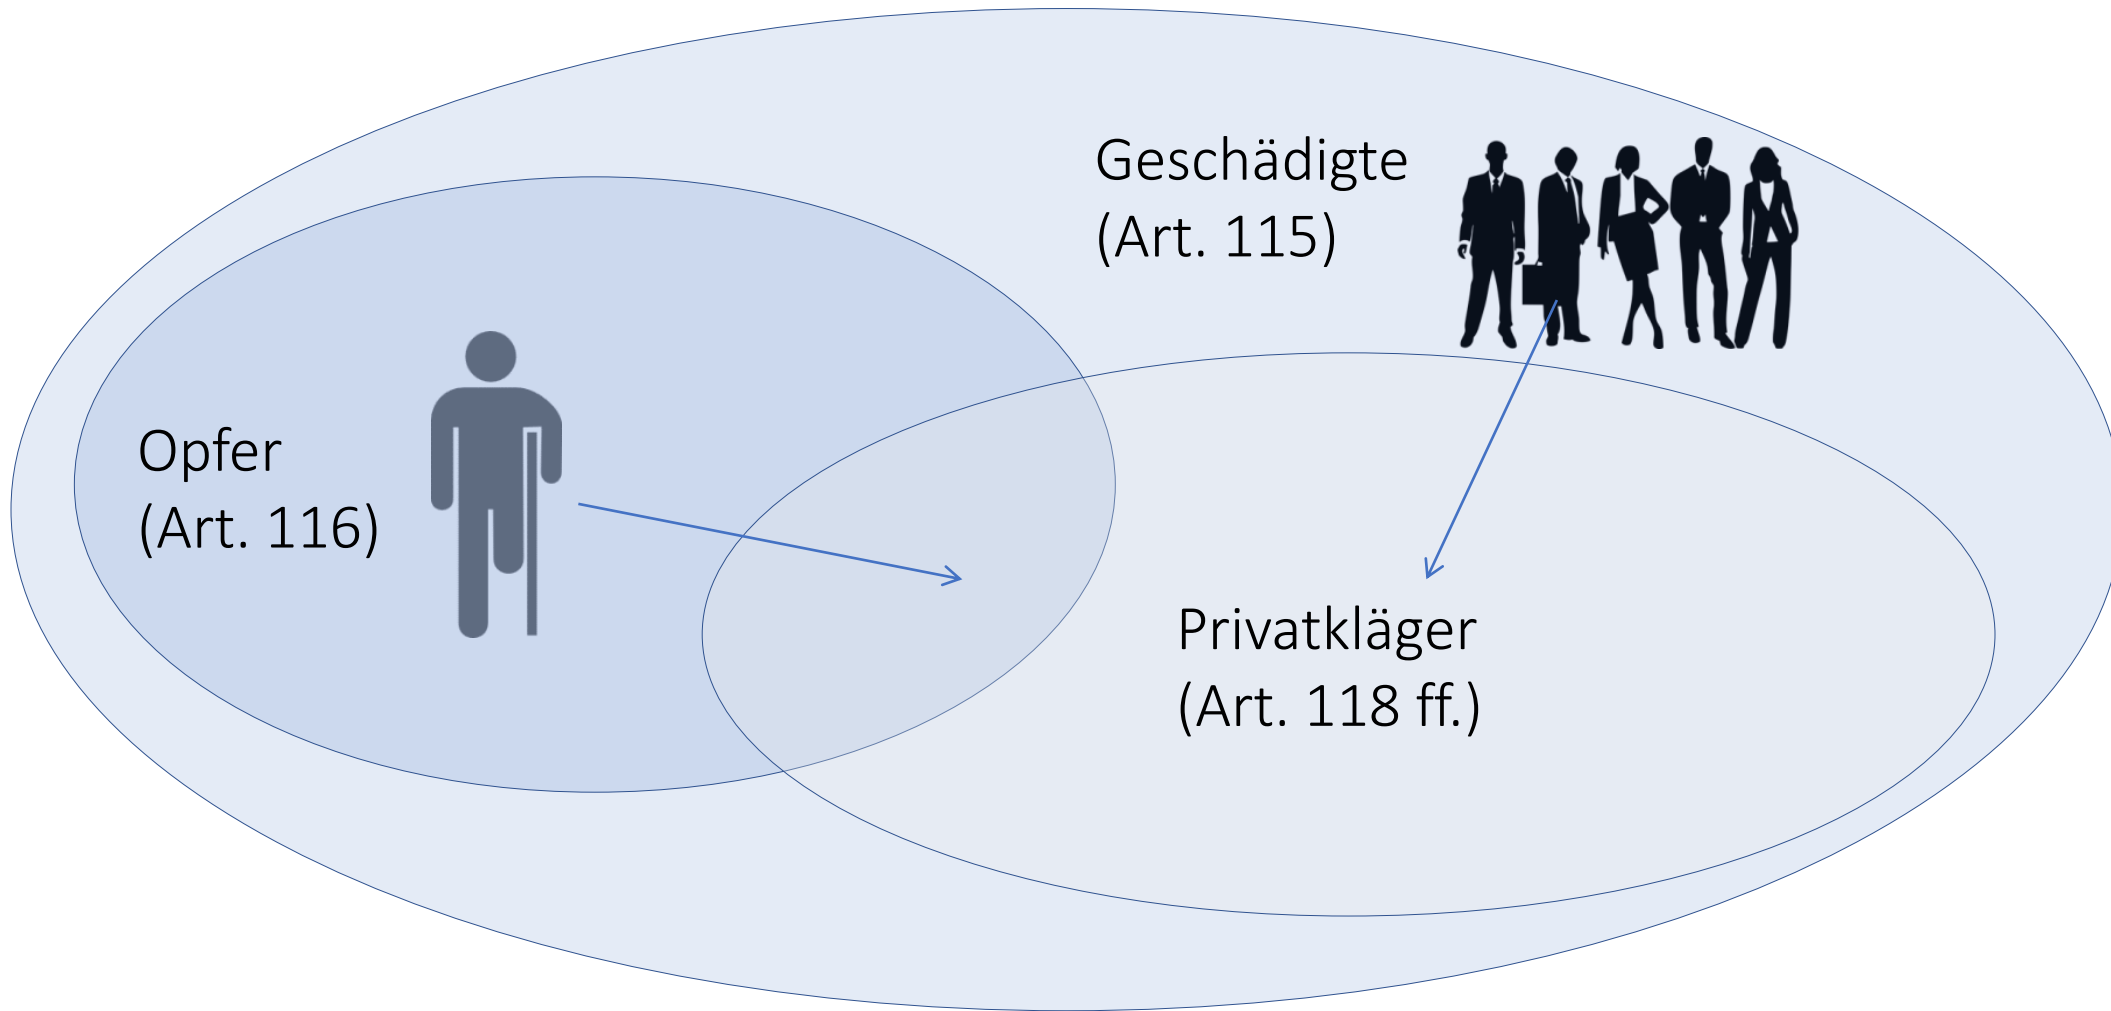 Geschädigte
(Art. 115)
Opfer
(Art. 116)
Privatkläger
(Art. 118 ff.)